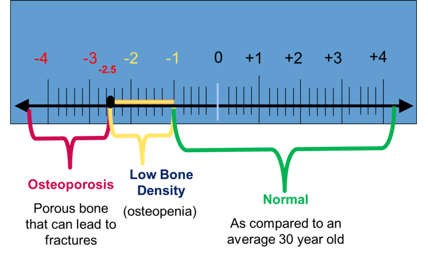 -4 -3 -2 -1 0 +1 +2 +3 +4
-2.5
Osteoporosis
Porous bone
that can lead to
fractures
Low Bone
Density
(osteopenia)
Normal
As compared to an
average 30 year old